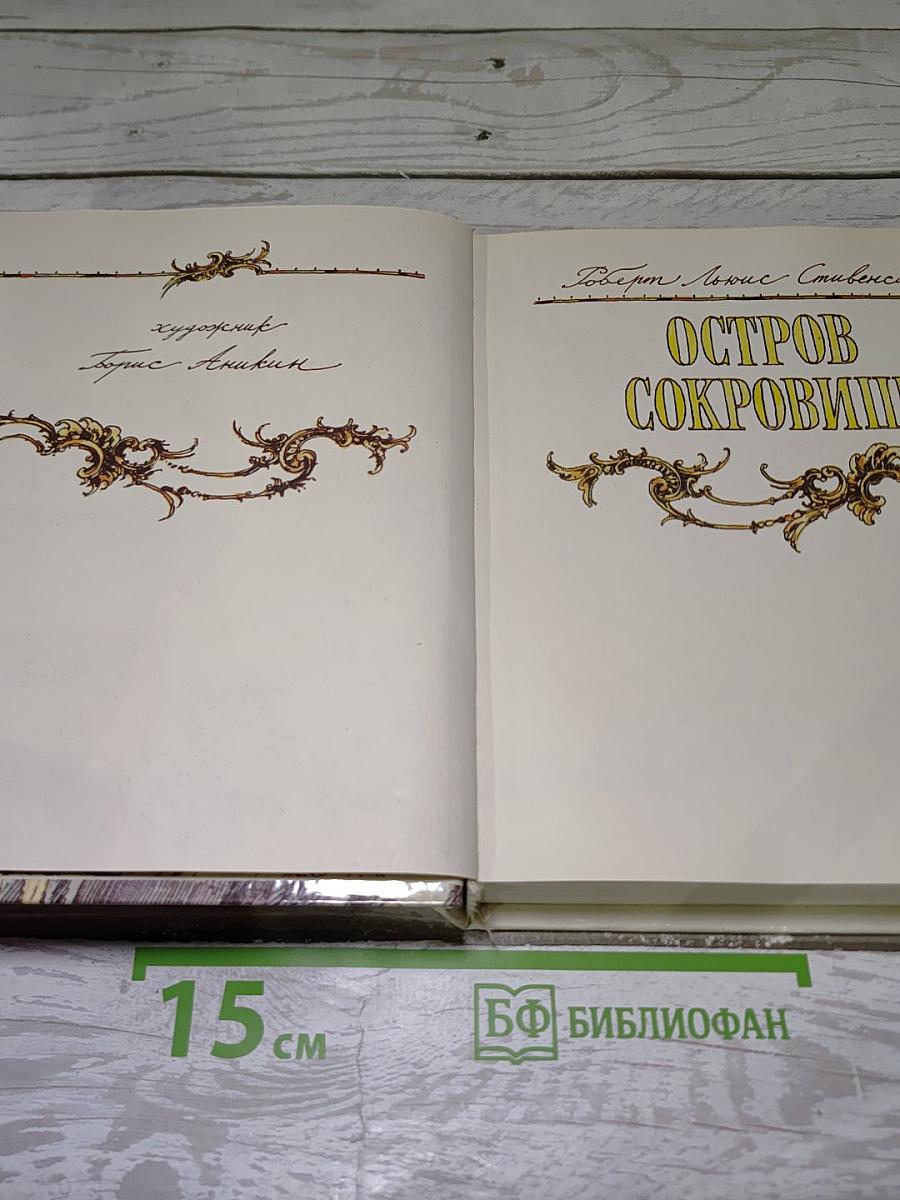 художник
Борис Аникин
Роберт Льюис Стивенс
ОСТРОВ
СОКРОВИЩ
15 см
БФ БИБЛИОФАН